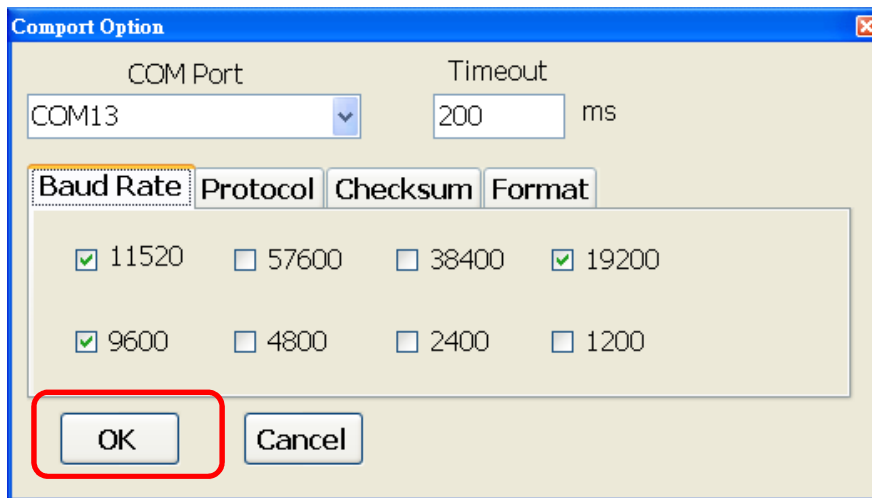 Comport Option
COM Port Timeout
COM13 200 ms
Baud Rate Protocol Checksum Format
11520 57600 38400 19200
9600 4800 2400 1200
OK Cancel